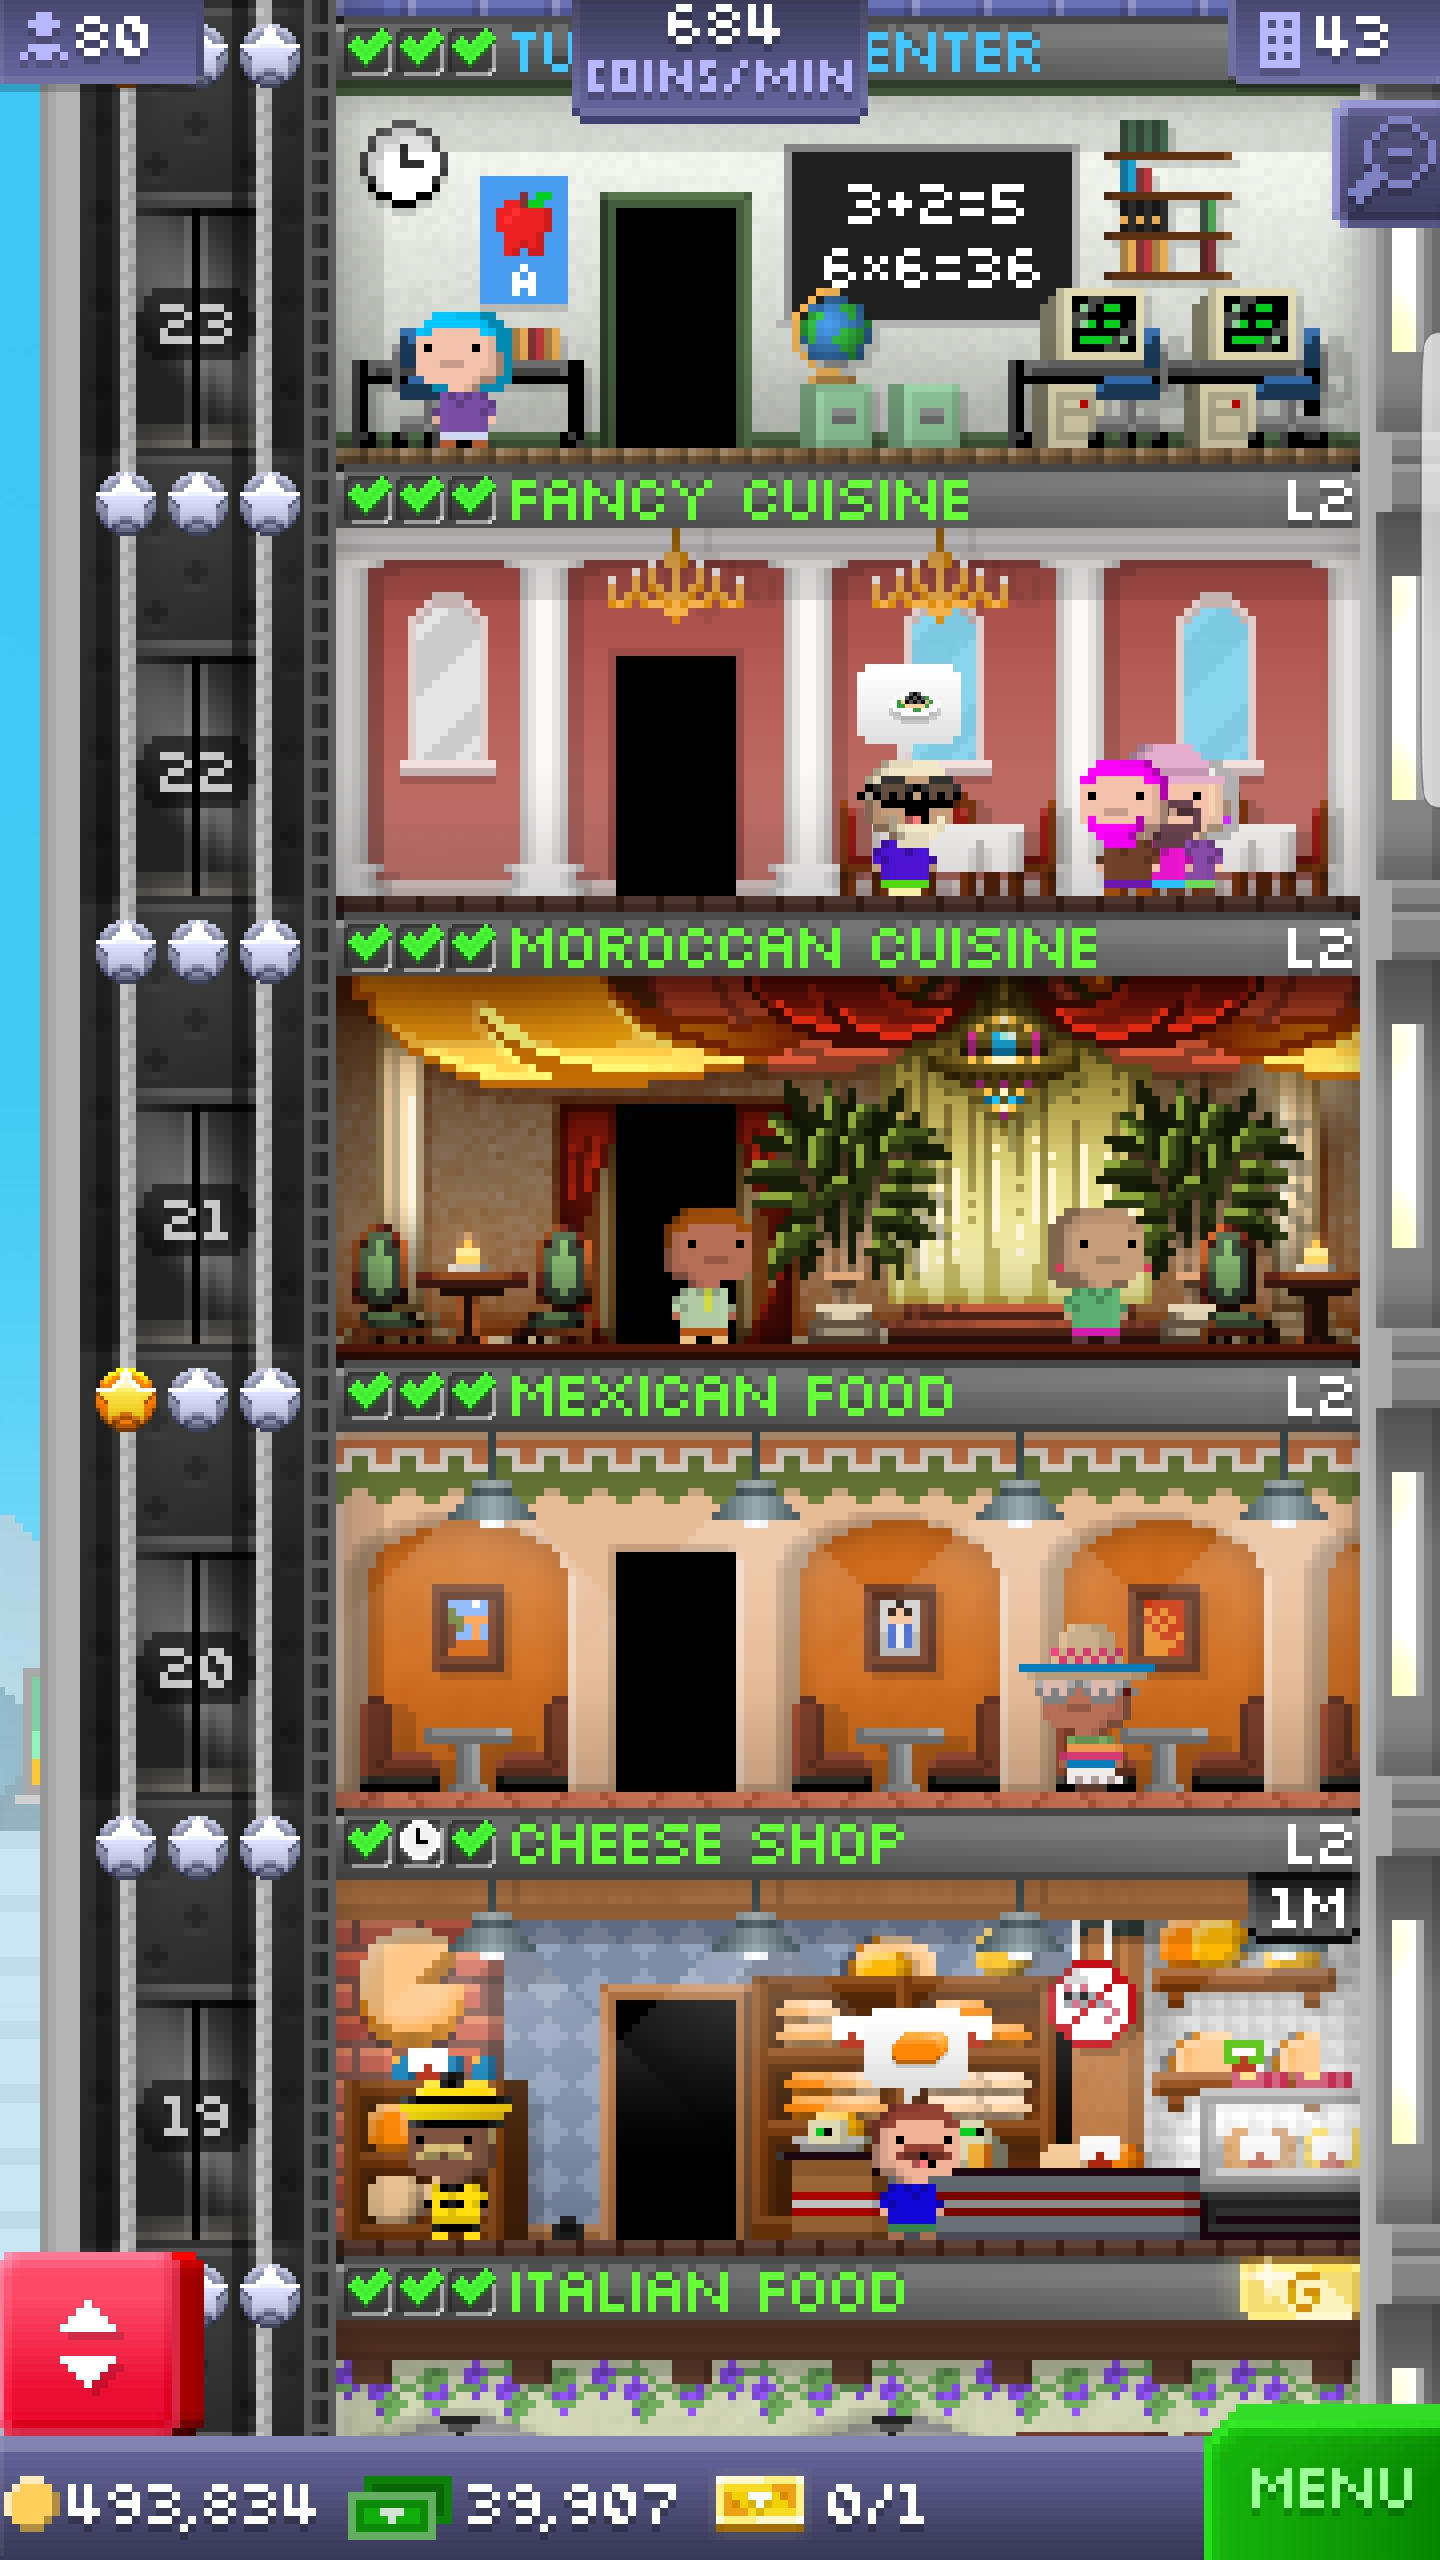 80
684
COINS/MIN
43
TU
ENTER
3+2=5
6×6=36
A
23
FANCY CUISINE L2
22
MOROCCAN CUISINE L2
21
MEXICAN FOOD L2
20
CHEESE SHOP L2
1M
19
ITALIAN FOOD G
493,834 39,907 0/1 MENU